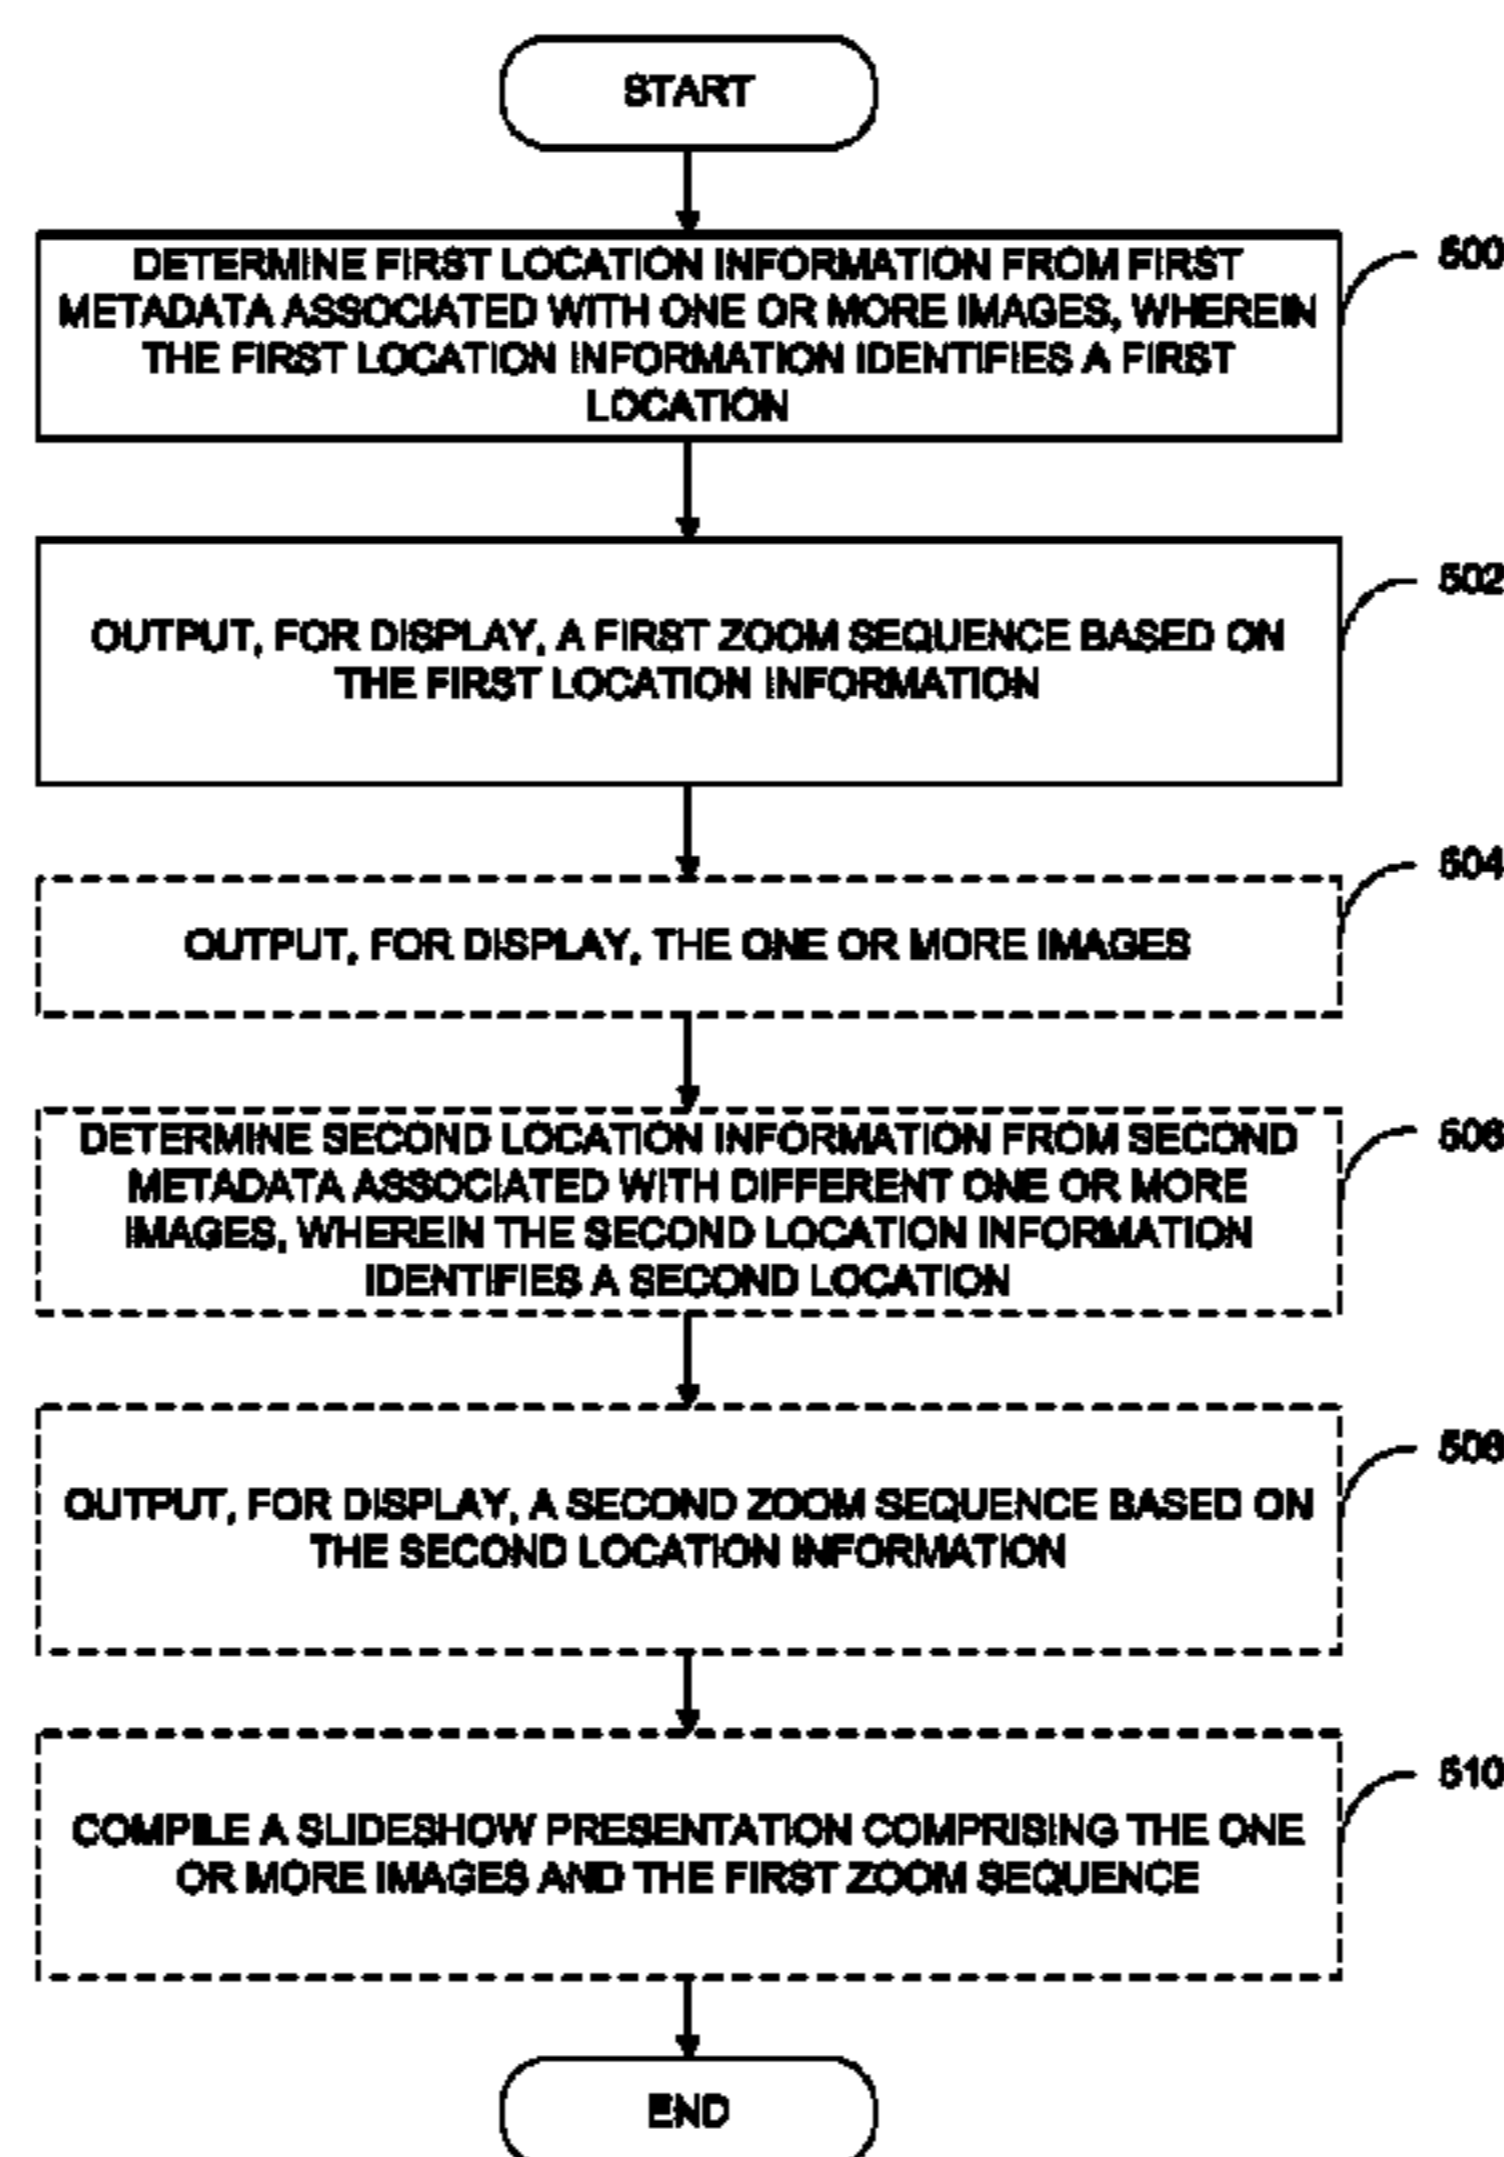 START
DETERMINE FIRST LOCATION INFORMATION FROM FIRST
METADATA ASSOCIATED WITH ONE OR MORE IMAGES, WHEREIN
THE FIRST LOCATION INFORMATION IDENTIFIES A FIRST
LOCATION
500
OUTPUT, FOR DISPLAY, A FIRST ZOOM SEQUENCE BASED ON
THE FIRST LOCATION INFORMATION
502
OUTPUT, FOR DISPLAY, THE ONE OR MORE IMAGES
504
DETERMINE SECOND LOCATION INFORMATION FROM SECOND
METADATA ASSOCIATED WITH DIFFERENT ONE OR MORE
IMAGES, WHEREIN THE SECOND LOCATION INFORMATION
IDENTIFIES A SECOND LOCATION
506
OUTPUT, FOR DISPLAY, A SECOND ZOOM SEQUENCE BASED ON
THE SECOND LOCATION INFORMATION
508
COMPILE A SLIDESHOW PRESENTATION COMPRISING THE ONE
OR MORE IMAGES AND THE FIRST ZOOM SEQUENCE
510
END